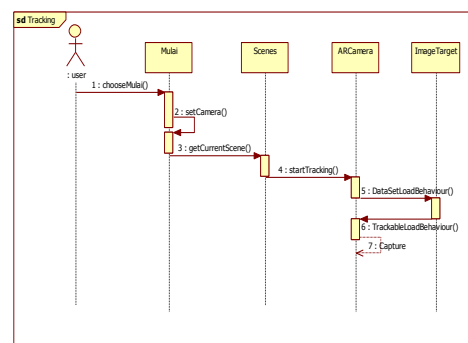 sd Tracking
Mulai
Scenes
ARCamera
ImageTarget
: user
1 : chooseMulai()
2 : setCamera()
3 : getCurrentScene()
4 : startTracking()
5 : DataSetLoadBehaviour()
6 : TrackableLoadBehaviour()
7 : Capture